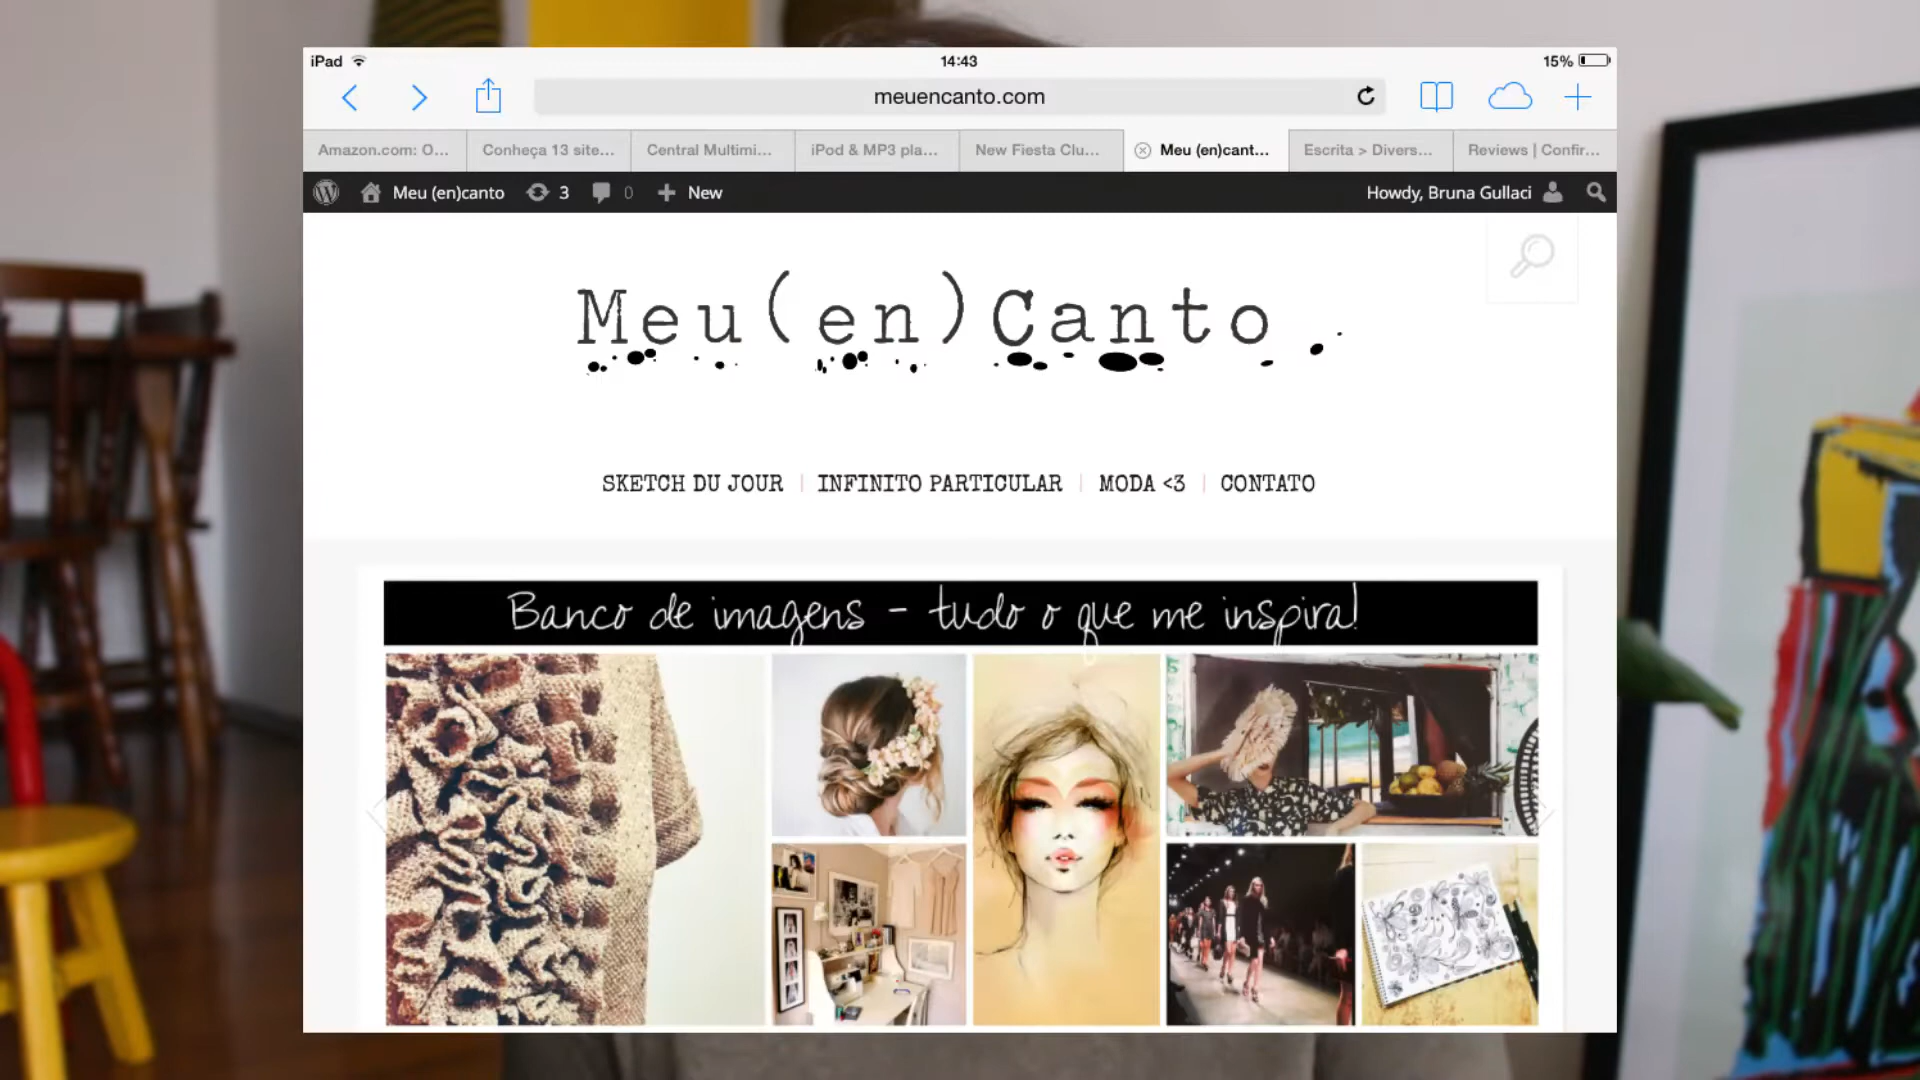 iPad 14:43 15%
meuencanto.com
Amazon.com: O... Conheça 13 site... Central Multimi... iPod & MP3 pla... New Fiesta Clu... Meu (en)cant... Escrita > Divers... Reviews | Confir...
Meu (en)canto 3 0 New Howdy, Bruna Gullaci
Meu(en)Canto
SKETCH DU JOUR | INFINITO PARTICULAR | MODA <3 | CONTATO
Banco de imagens - tudo o que me inspira!